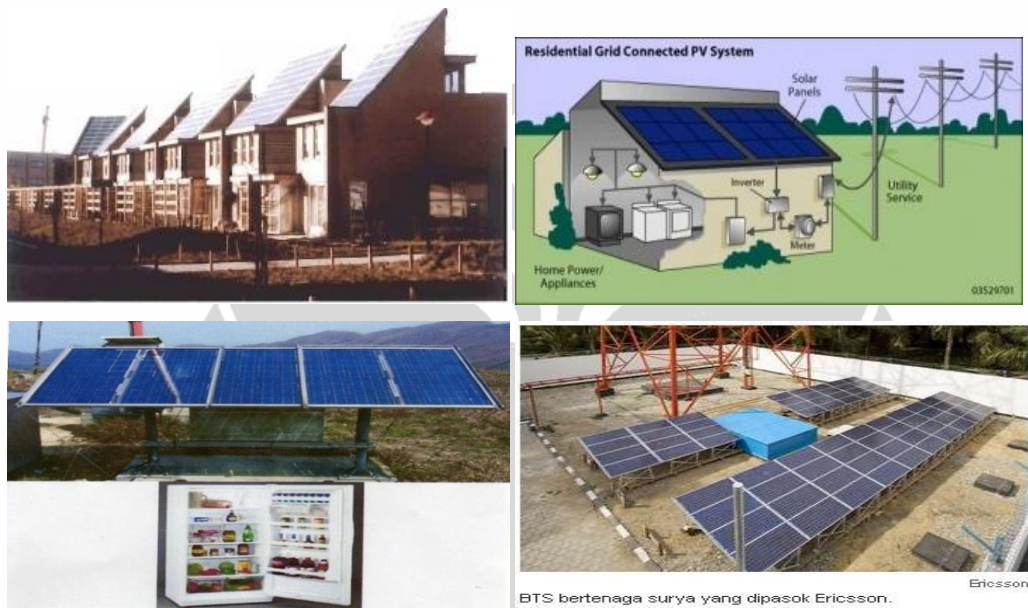 Residential Grid Connected PV System
Solar
Panels
Inverter
Utility
Service
Meter
Home Power/
Appliances
03529701
Ericsson
BTS bertenaga surya yang dipasok Ericsson.